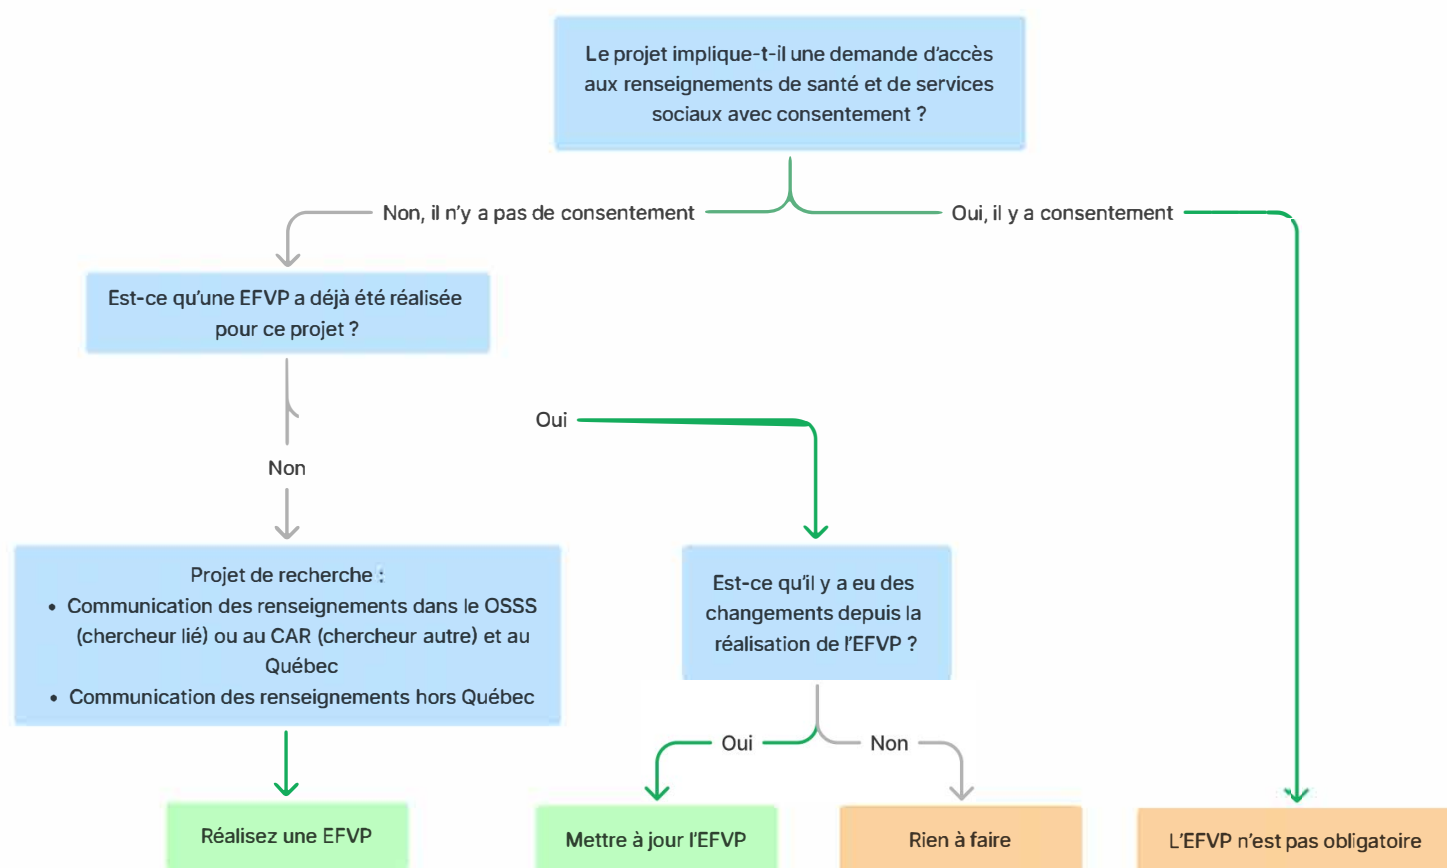 Le projet implique-t-il une demande d'accès
aux renseignements de santé et de services
sociaux avec consentement ?
Non, il n'y a pas de consentement
Oui, il y a consentement
Est-ce qu'une EFVP a déjà été réalisée
pour ce projet ?
Oui
Non
Projet de recherche :
• Communication des renseignements dans le OSSS
(chercheur lié) ou au CAR (chercheur autre) et au
Québec
• Communication des renseignements hors Québec
Est-ce qu'il y a eu des
changements depuis la
réalisation de l'EFVP ?
Oui
Non
Réalisez une EFVP
Mettre à jour l'EFVP
Rien à faire
L'EFVP n'est pas obligatoire